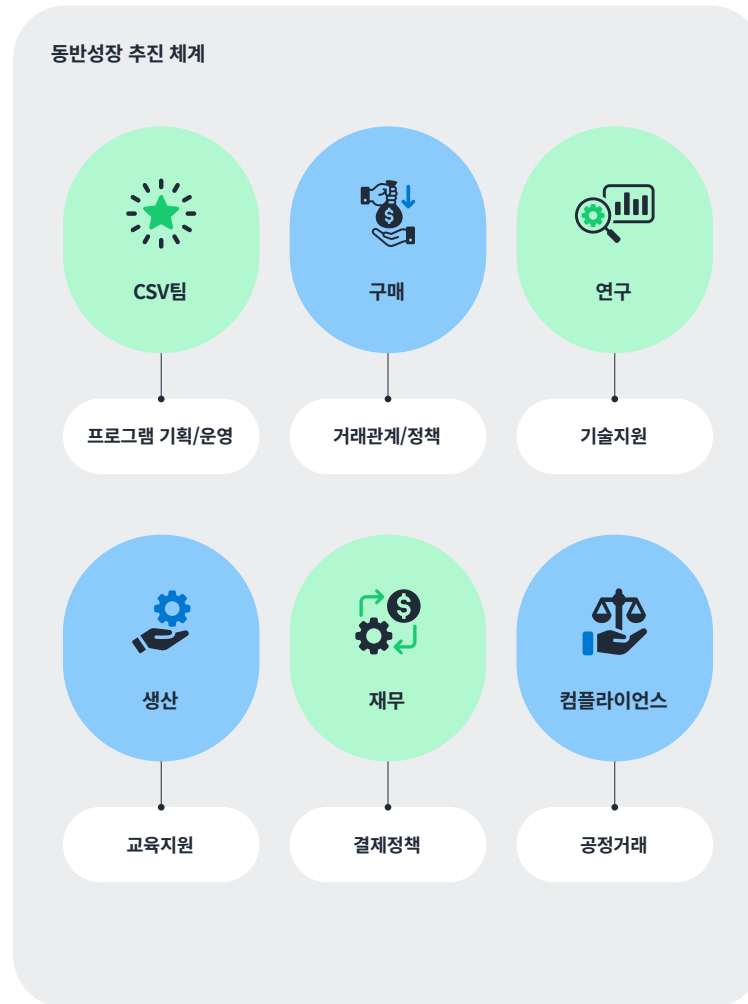 동반성장 추진 체계
CSV팀
구매
연구
프로그램 기획/운영
거래관계/정책
기술지원
생산
재무
컴플라이언스
교육지원
결제정책
공정거래